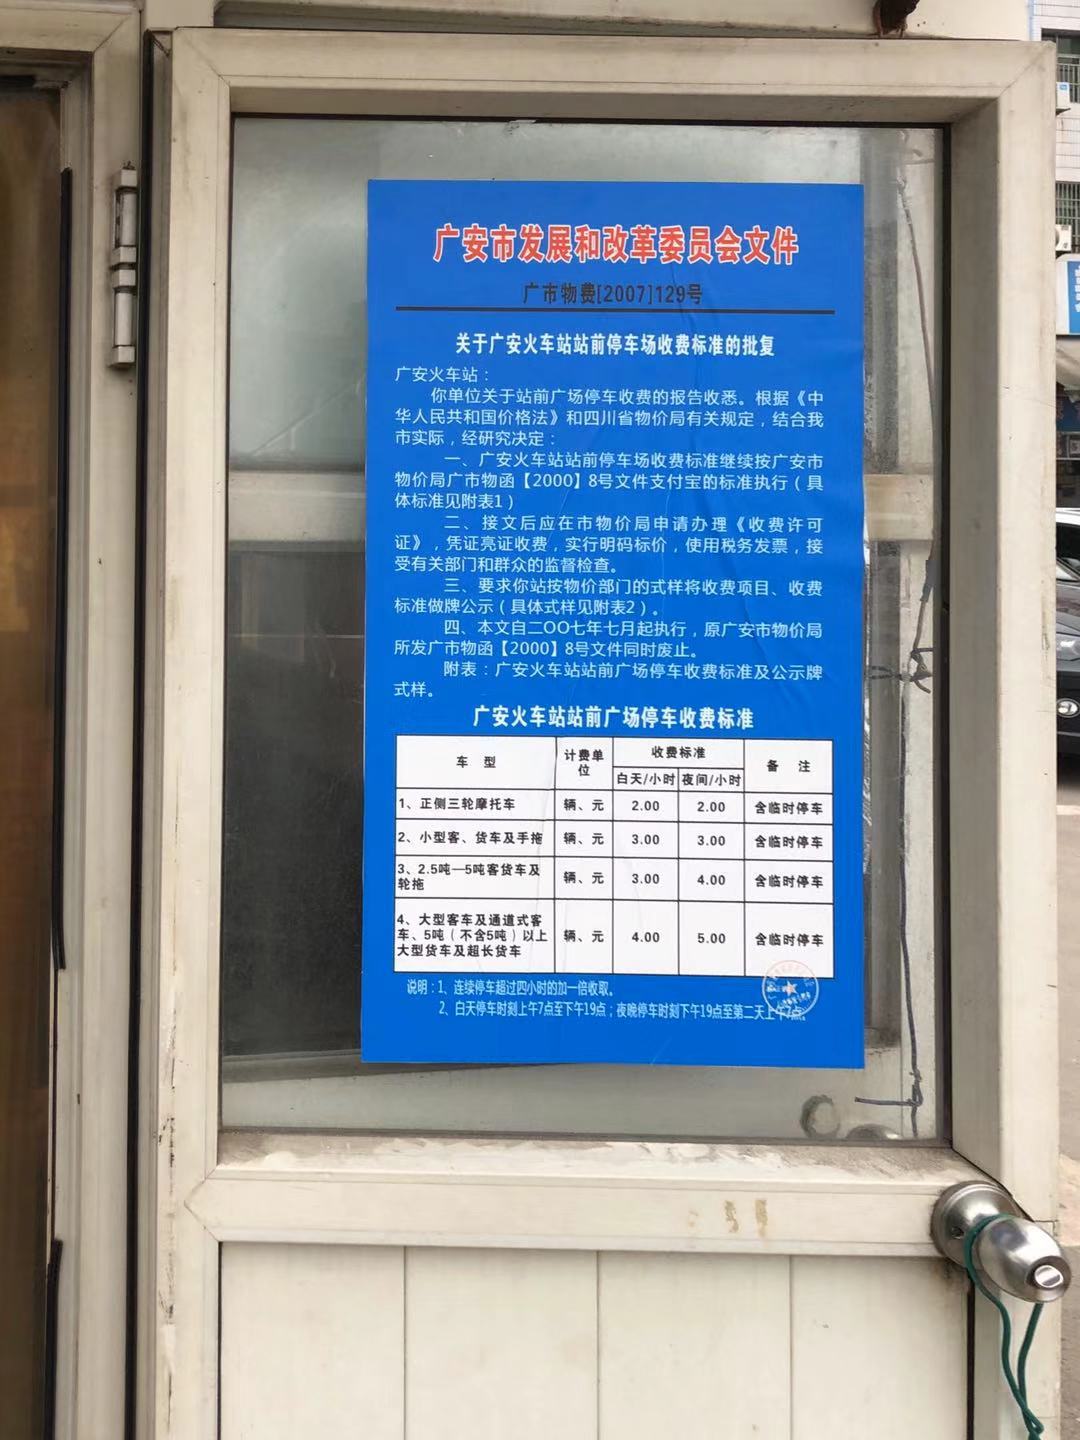 广安市发展和改革委员会文件
广市物费[2007]129号
关于广安火车站站前停车场收费标准的批复
广安火车站：
你单位关于站前广场停车收费的报告收悉。根据《中
华人民共和国价格法》和四川省物价局有关规定，结合我
市实际，经研究决定：
一、广安火车站站前停车场收费标准继续按广安市
物价局广市物函【2000】8号文件支付宝的标准执行（具
体标准见附表1）
二、接文后应在市物价局申请办理《收费许可
证》，凭证亮证收费，实行明码标价，使用税务发票，接
受有关部门和群众的监督检查。
三、要求你站按物价部门的式样将收费项目、收费
标准做牌公示（具体式样见附表2）。
四、本文自二OO七年七月起执行，原广安市物价局
所发广市物函【2000】8号文件同时废止。
附表：广安火车站站前广场停车收费标准及公示牌
式样。
广安火车站站前广场停车收费标准
车 型 计费单位 收费标准 备 注
白天/小时 夜间/小时
1、正侧三轮摩托车 辆、元 2.00 2.00 含临时停车
2、小型客、货车及手拖 辆、元 3.00 3.00 含临时停车
3、2.5吨—5吨客货车及
轮拖 辆、元 3.00 4.00 含临时停车
4、大型客车及通道式客
车、5吨（不含5吨）以上
大型货车及超长货车 辆、元 4.00 5.00 含临时停车
说明：1、连续停车超过四小时的加一倍收取。
2、白天停车时刻上午7点至下午19点；夜晚停车时刻下午19点至第二天上午7点